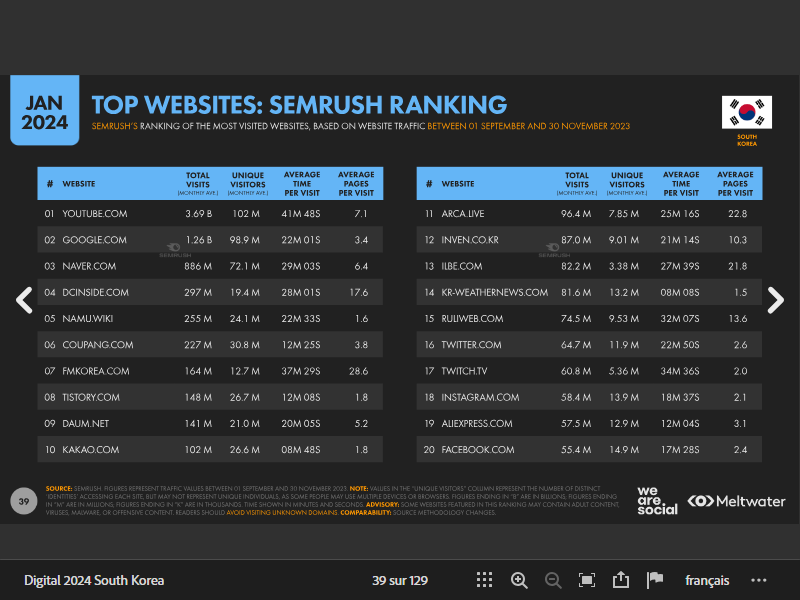 JAN
2024
TOP WEBSITES: SEMRUSH RANKING
SEMRUSH'S RANKING OF THE MOST VISITED WEBSITES, BASED ON WEBSITE TRAFFIC BETWEEN 01 SEPTEMBER AND 30 NOVEMBER 2023
SOUTH
KOREA
# WEBSITE TOTAL VISITS (MONTHLY AVE.) UNIQUE VISITORS (MONTHLY AVE.) AVERAGE TIME PER VISIT AVERAGE PAGES PER VISIT
01 YOUTUBE.COM 3.69 B 102 M 41M 48S 7.1
02 GOOGLE.COM 1.26 B 98.9 M 22M 01S 3.4
03 NAVER.COM 886 M 72.1 M 29M 03S 6.4
04 DCINSIDE.COM 297 M 19.4 M 28M 01S 17.6
05 NAMU.WIKI 255 M 24.1 M 22M 33S 1.6
06 COUPANG.COM 227 M 30.8 M 12M 25S 3.8
07 FMKOREA.COM 164 M 12.7 M 37M 29S 28.6
08 TISTORY.COM 148 M 26.7 M 12M 08S 1.8
09 DAUM.NET 141 M 21.0 M 20M 05S 5.2
10 KAKAO.COM 102 M 26.6 M 08M 48S 1.8
SEMRUSH
# WEBSITE TOTAL VISITS (MONTHLY AVE.) UNIQUE VISITORS (MONTHLY AVE.) AVERAGE TIME PER VISIT AVERAGE PAGES PER VISIT
11 ARCA.LIVE 96.4 M 7.85 M 25M 16S 22.8
12 INVEN.CO.KR 87.0 M 9.01 M 21M 14S 10.3
13 ILBE.COM 82.2 M 3.38 M 27M 39S 21.8
14 KR-WEATHERNEWS.COM 81.6 M 13.2 M 08M 08S 1.5
15 RULIWEB.COM 74.5 M 9.53 M 32M 07S 13.6
16 TWITTER.COM 64.7 M 11.9 M 22M 50S 2.6
17 TWITCH.TV 60.8 M 5.36 M 34M 36S 2.0
18 INSTAGRAM.COM 58.4 M 13.9 M 18M 37S 2.1
19 ALIEXPRESS.COM 57.5 M 12.9 M 12M 04S 3.1
20 FACEBOOK.COM 55.4 M 14.9 M 17M 28S 2.4
SEMRUSH
39
SOURCE: SEMRUSH. FIGURES REPRESENT TRAFFIC VALUES BETWEEN 01 SEPTEMBER AND 30 NOVEMBER 2023. NOTE: VALUES IN THE "UNIQUE VISITORS" COLUMN REPRESENT THE NUMBER OF DISTINCT
'IDENTITIES' ACCESSING EACH SITE, BUT MAY NOT REPRESENT UNIQUE INDIVIDUALS, AS SOME PEOPLE MAY USE MULTIPLE DEVICES OR BROWSERS. FIGURES ENDING IN "B" ARE IN BILLIONS, FIGURES ENDING
IN "M" ARE IN MILLIONS, FIGURES ENDING IN "K" ARE IN THOUSANDS. TIME SHOWN IN MINUTES AND SECONDS. ADVISORY: SOME WEBSITES FEATURED IN THIS RANKING MAY CONTAIN ADULT CONTENT,
VIRUSES, MALWARE, OR OFFENSIVE CONTENT. READERS SHOULD AVOID VISITING UNKNOWN DOMAINS. COMPARABILITY: SOURCE METHODOLOGY CHANGES.
we
are.
social
Meltwater
Digital 2024 South Korea
39 sur 129
français